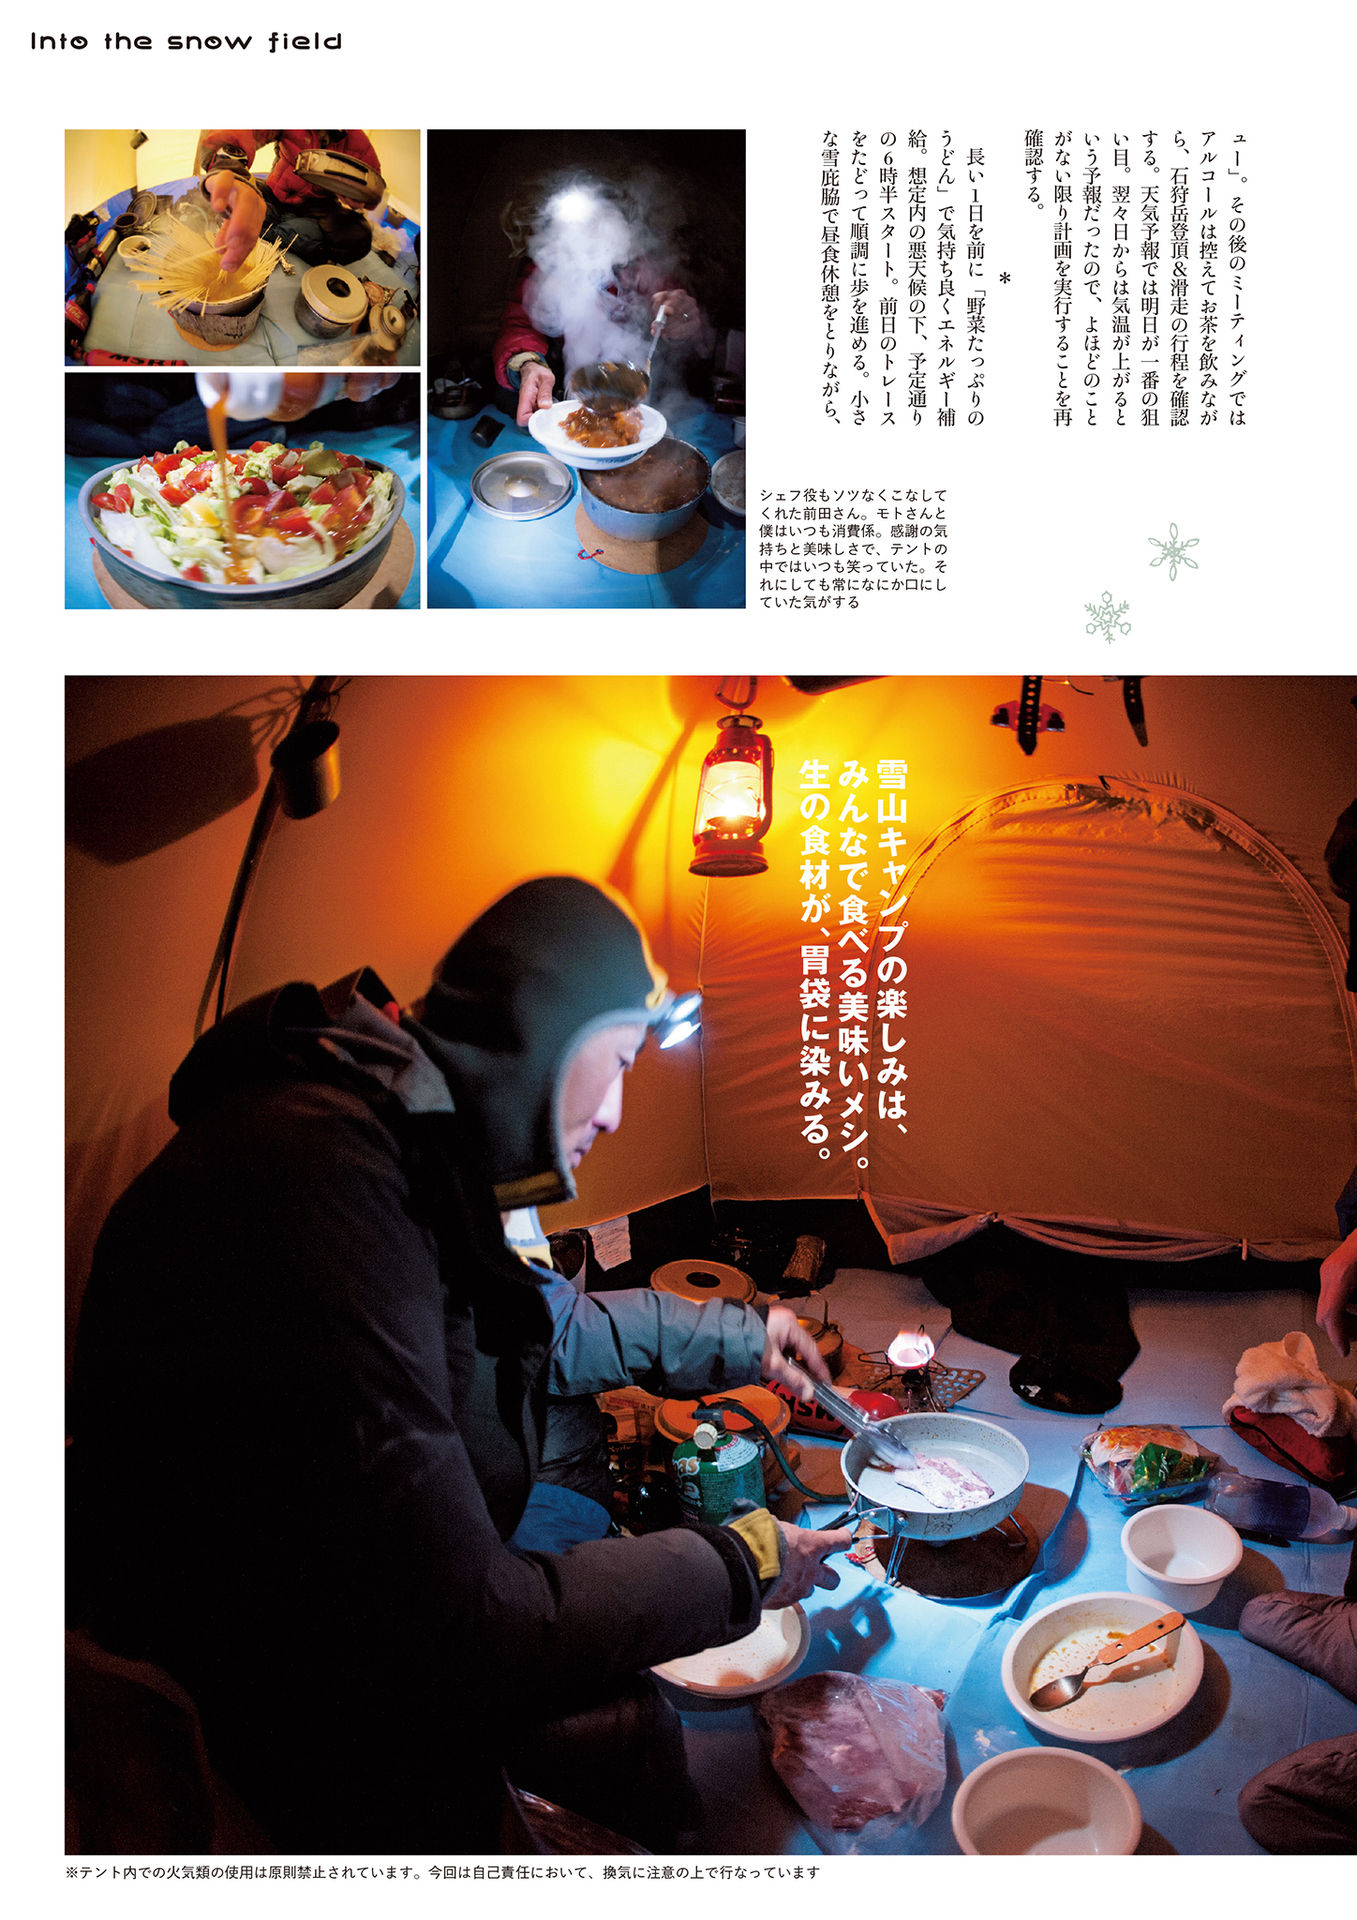 Into the snow field
ュー」。その後のミーティングでは
アルコールは控えてお茶を飲みなが
ら、石狩岳登頂＆滑走の行程を確認
する。天気予報では明日が一番の狙
い目。翌々日からは気温が上がると
いう予報だったので、よほどのこと
がない限り計画を実行することを再
確認する。
＊
長い1日を前に「野菜たっぷりの
うどん」で気持ち良くエネルギー補
給。想定内の悪天候の下、予定通り
の6時半スタート。前日のトレース
をたどって順調に歩を進める。小さ
な雪庇脇で昼食休憩をとりながら、
シェフ役もソツなくこなして
くれた前田さん。モトさんと
僕はいつも消費係。感謝の気
持ちと美味しさで、テントの
中ではいつも笑っていた。そ
れにしても常になにか口にし
ていた気がする
雪山キャンプの楽しみは、
みんなで食べる美味いメシ。
生の食材が、胃袋に染みる。
MSR
※テント内での火気類の使用は原則禁止されています。今回は自己責任において、換気に注意の上で行なっています